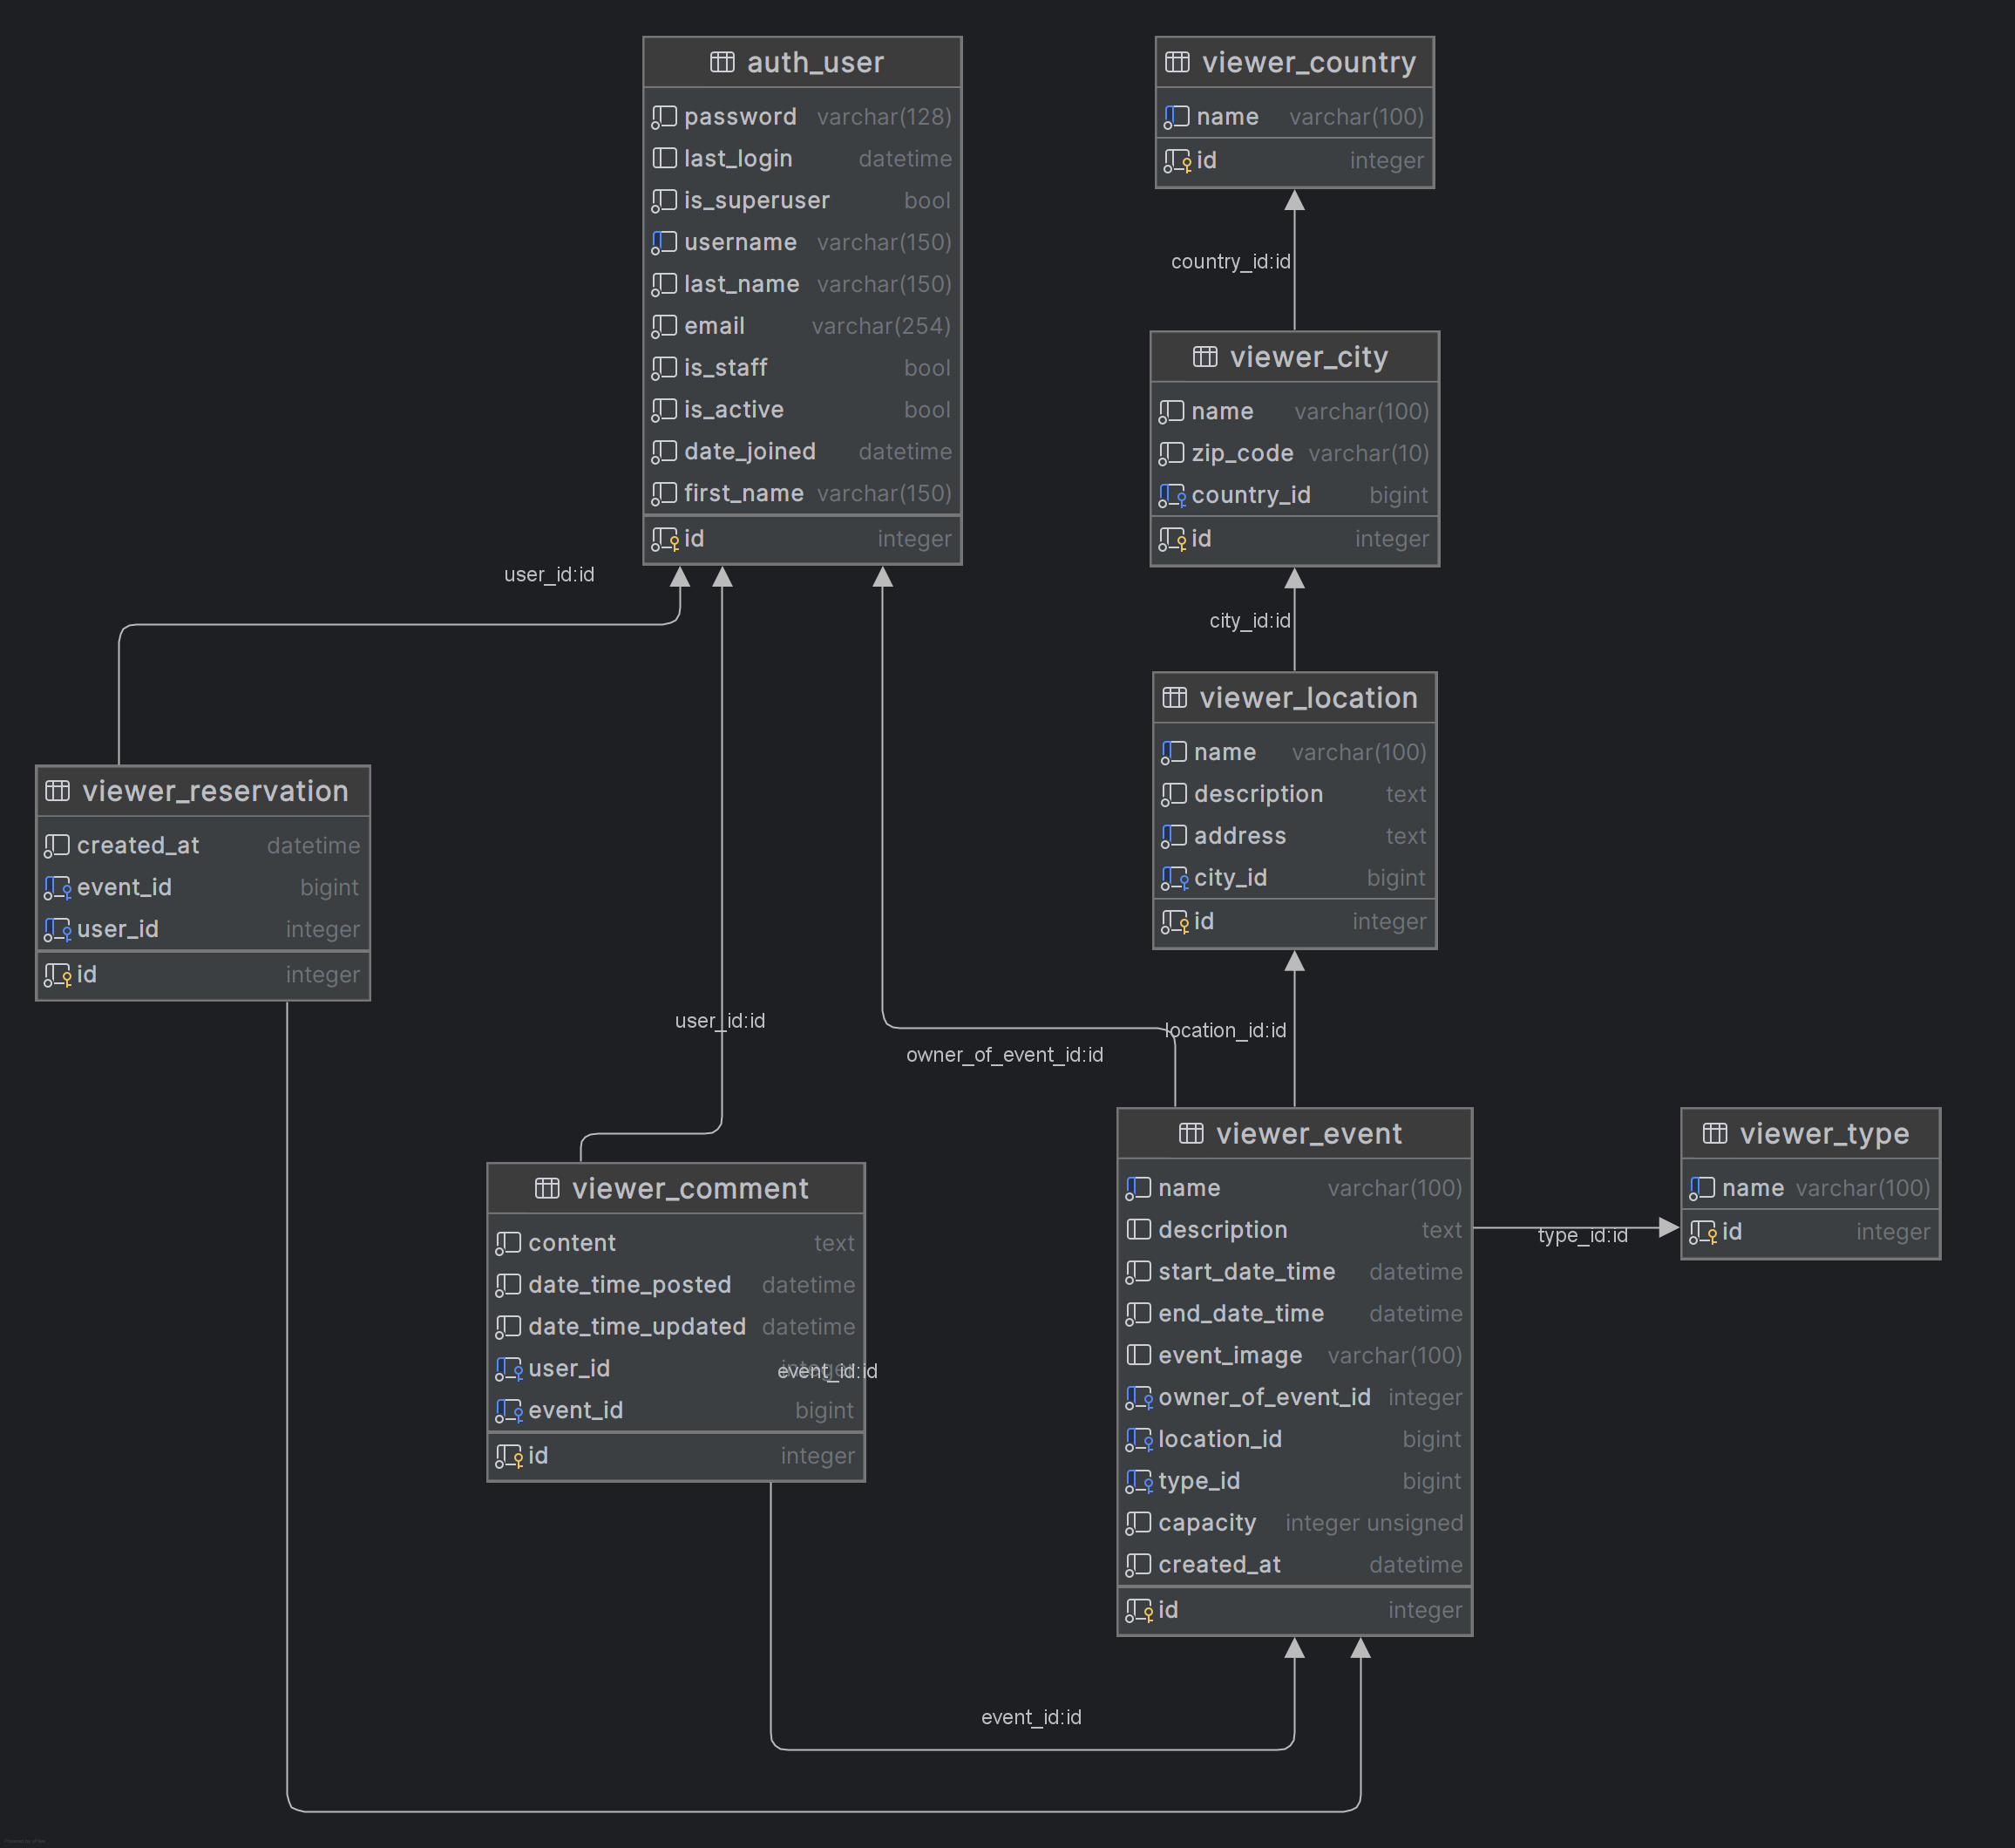 auth_user
password varchar(128)
last_login datetime
is_superuser bool
username varchar(150)
last_name varchar(150)
email varchar(254)
is_staff bool
is_active bool
date_joined datetime
first_name varchar(150)
id integer
viewer_country
name varchar(100)
id integer
country_id:id
viewer_city
name varchar(100)
zip_code varchar(10)
country_id bigint
id integer
user_id:id
city_id:id
viewer_location
name varchar(100)
description text
address text
city_id bigint
id integer
viewer_reservation
created_at datetime
event_id bigint
user_id integer
id integer
user_id:id
owner_of_event_id:id
location_id:id
viewer_comment
content text
date_time_posted datetime
date_time_updated datetime
user_id integer
event_id bigint
id integer
event_id:id
viewer_event
name varchar(100)
description text
start_date_time datetime
end_date_time datetime
event_image varchar(100)
owner_of_event_id integer
location_id bigint
type_id bigint
capacity integer unsigned
created_at datetime
id integer
type_id:id
viewer_type
name varchar(100)
id integer
event_id:id